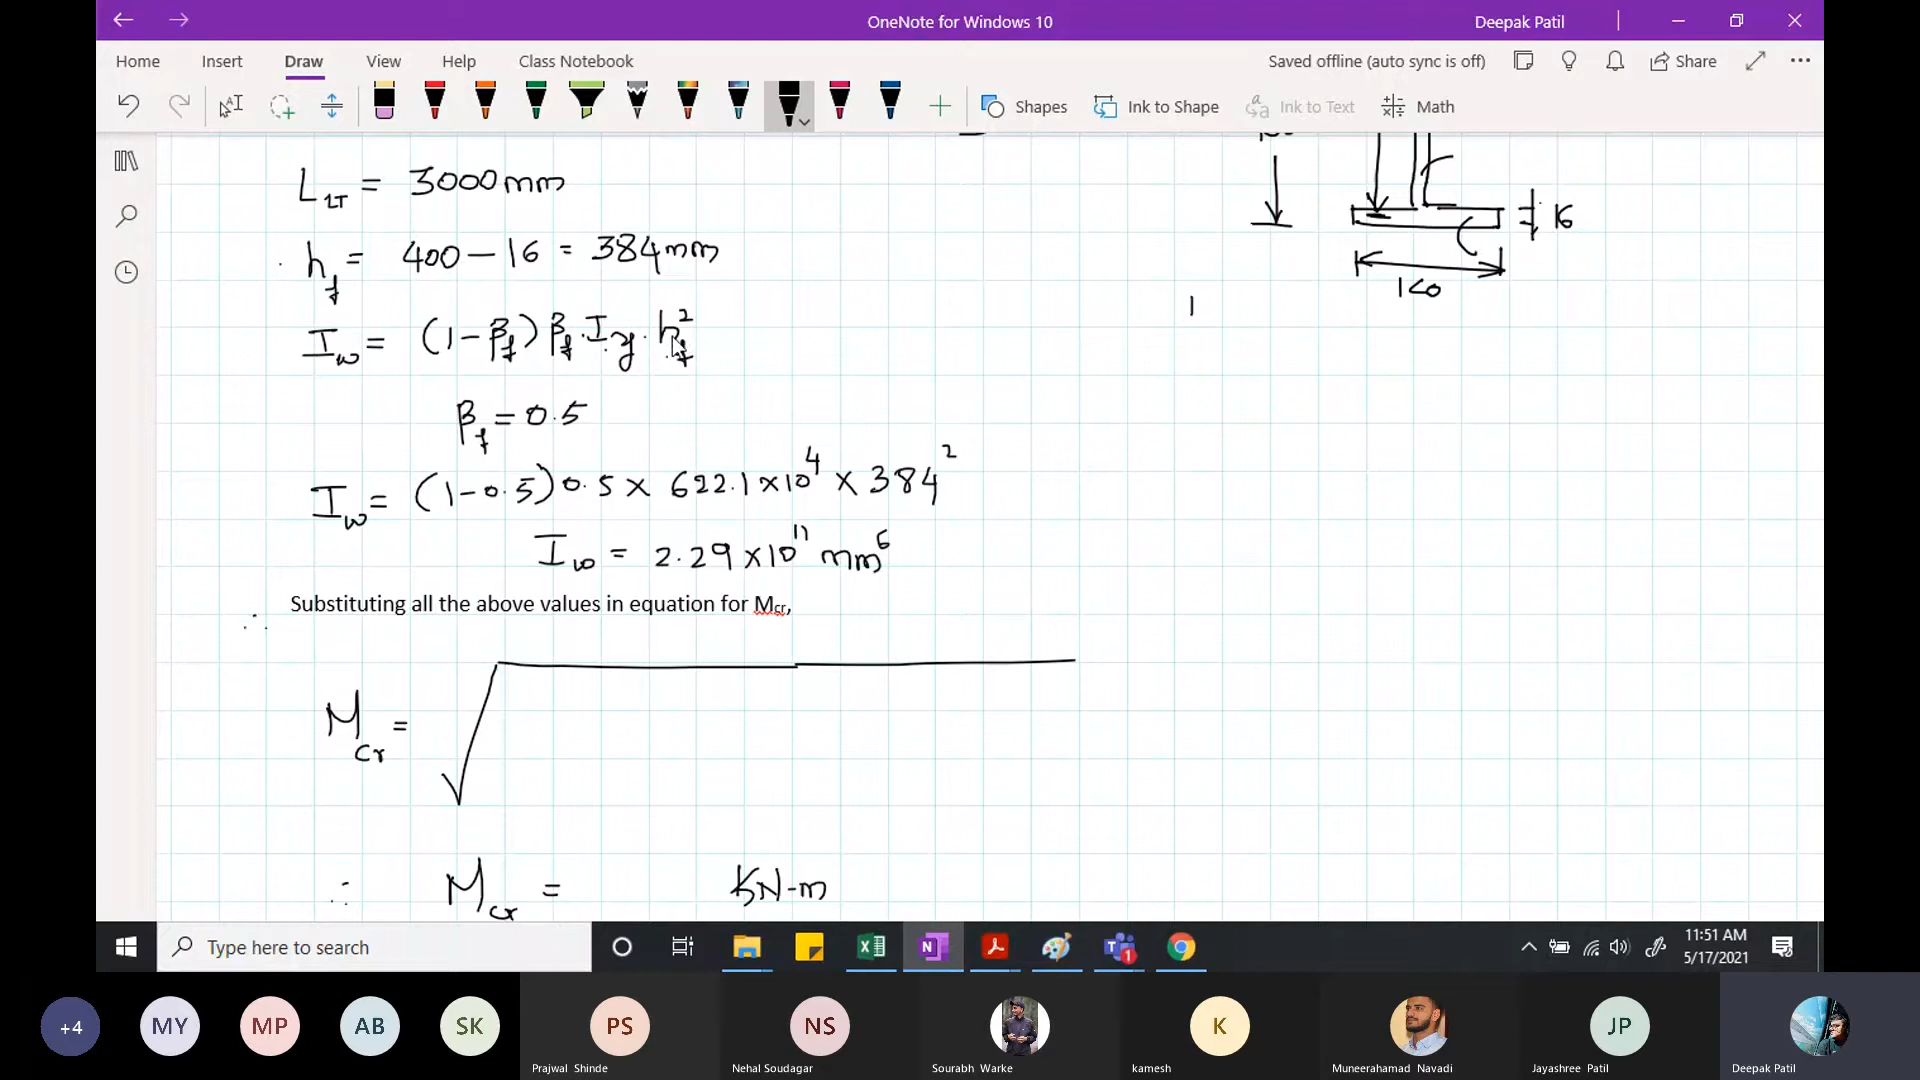 OneNote for Windows 10
Deepak Patil
Home Insert Draw View Help Class Notebook
Saved offline (auto sync is off) Share
Shapes Ink to Shape Ink to Text Math
L_LT = 3000mm
h_f = 400 - 16 = 384mm
I_w = (1 - β_f) β_f . I_y . h_f²
β_f = 0.5
I_w = (1-0.5) 0.5 × 622.1×10⁴ × 384²
I_w = 2.29 ×10¹¹ mm⁶
∴ Substituting all the above values in equation for Mcr,
M_cr = √
∴ M_cr = KN-m
16
140
Type here to search
1
11:51 AM
5/17/2021
+4 MY MP AB SK PS NS K JP
Prajwal Shinde Nehal Soudagar Sourabh Warke kamesh Muneerahamad Navadi Jayashree Patil Deepak Patil